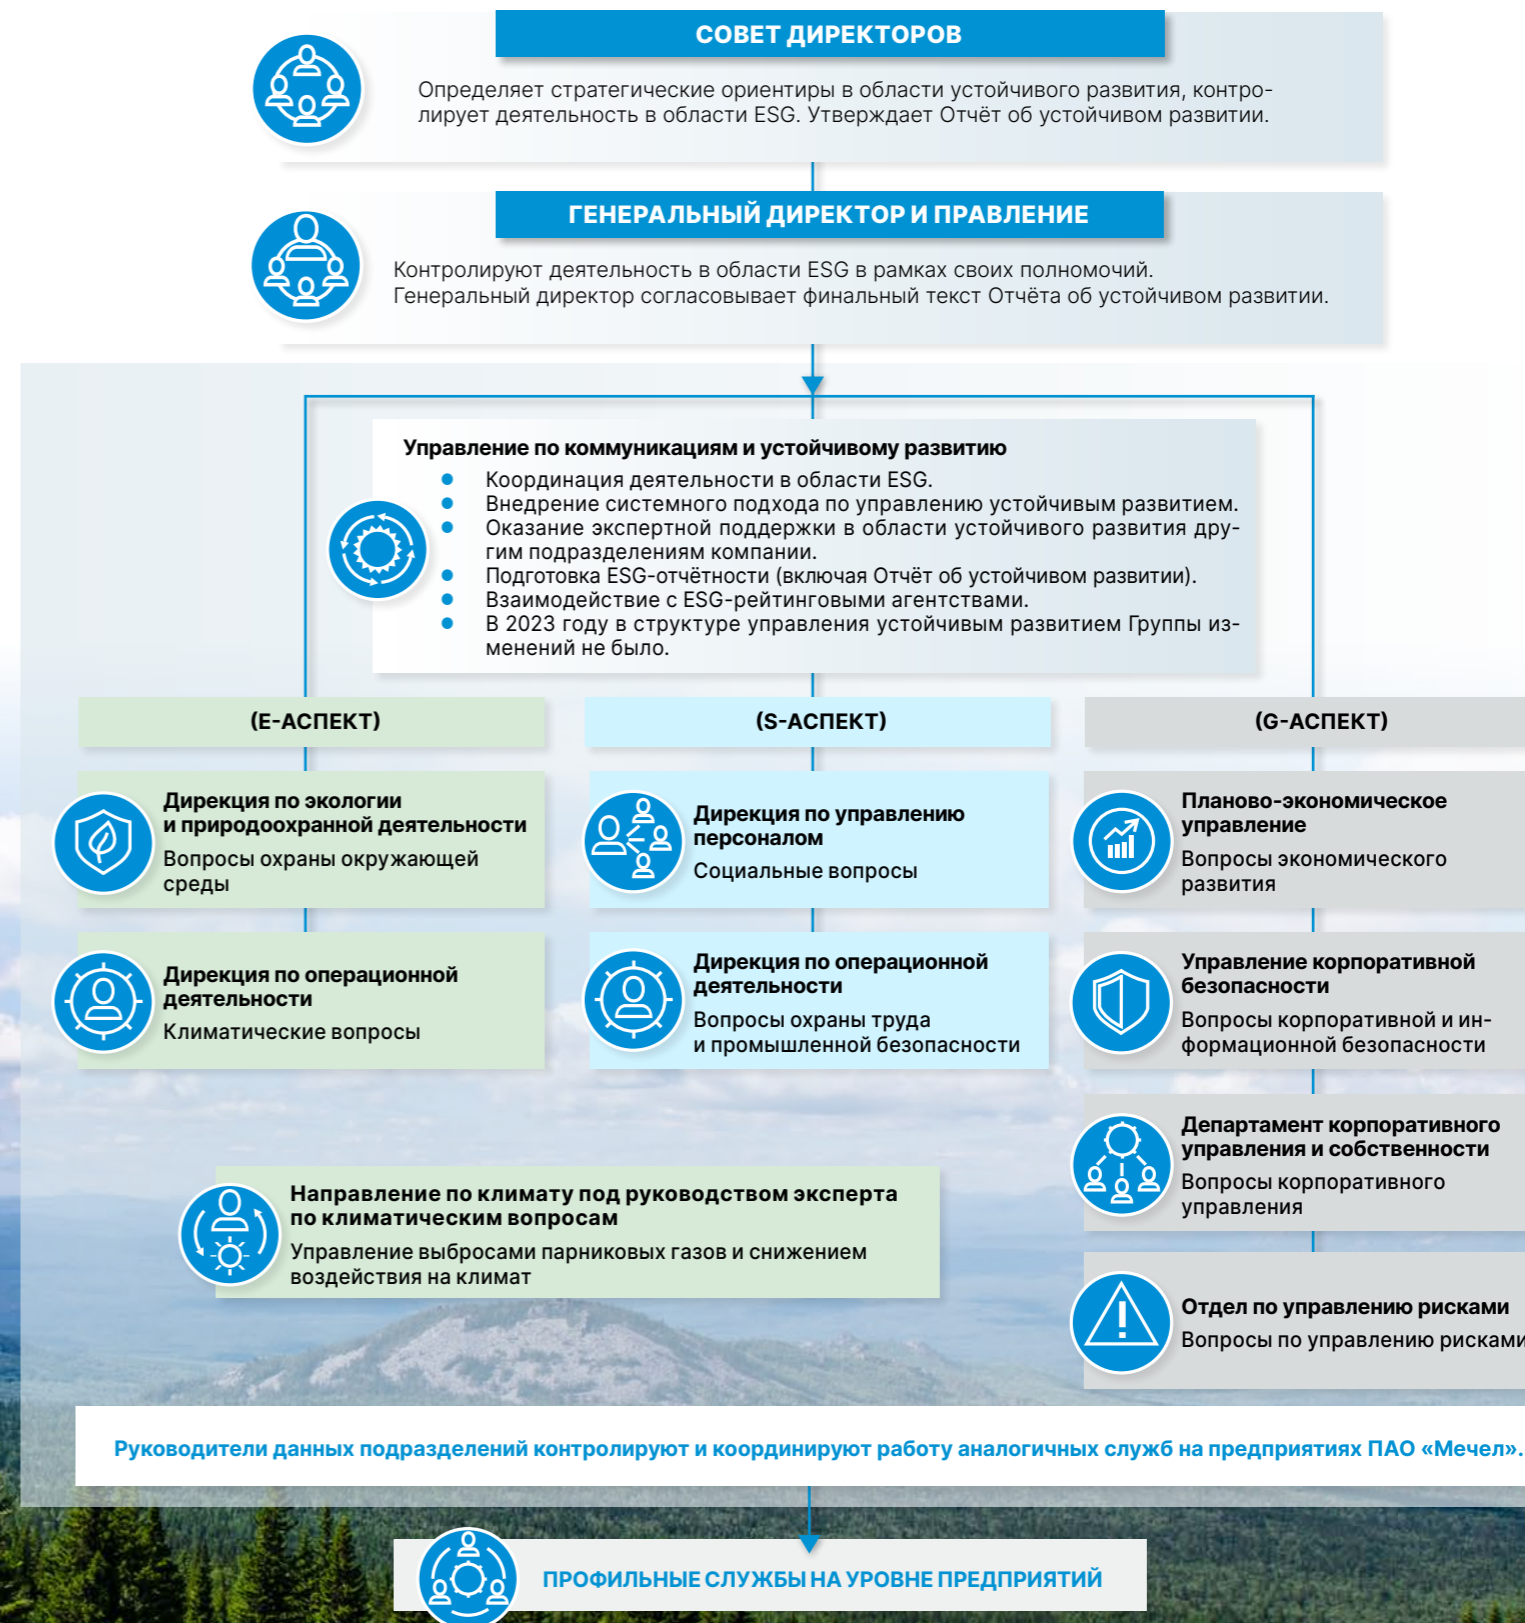 СОВЕТ ДИРЕКТОРОВ
Определяет стратегические ориентиры в области устойчивого развития, контро-
лирует деятельность в области ESG. Утверждает Отчёт об устойчивом развитии.
ГЕНЕРАЛЬНЫЙ ДИРЕКТОР И ПРАВЛЕНИЕ
Контролируют деятельность в области ESG в рамках своих полномочий.
Генеральный директор согласовывает финальный текст Отчёта об устойчивом развитии.
Управление по коммуникациям и устойчивому развитию
Координация деятельности в области ESG.
Внедрение системного подхода по управлению устойчивым развитием.
Оказание экспертной поддержки в области устойчивого развития дру-
гим подразделениям компании.
Подготовка ESG-отчётности (включая Отчёт об устойчивом развитии).
Взаимодействие с ESG-рейтинговыми агентствами.
В 2023 году в структуре управления устойчивым развитием Группы из-
менений не было.
(E-АСПЕКТ)
Дирекция по экологии
и природоохранной деятельности
Вопросы охраны окружающей
среды
Дирекция по операционной
деятельности
Климатические вопросы
(S-АСПЕКТ)
Дирекция по управлению
персоналом
Социальные вопросы
Дирекция по операционной
деятельности
Вопросы охраны труда
и промышленной безопасности
(G-АСПЕКТ)
Планово-экономическое
управление
Вопросы экономического
развития
Управление корпоративной
безопасности
Вопросы корпоративной и ин-
формационной безопасности
Департамент корпоративного
управления и собственности
Вопросы корпоративного
управления
Отдел по управлению рисками
Вопросы по управлению рисками
Направление по климату под руководством эксперта
по климатическим вопросам
Управление выбросами парниковых газов и снижением
воздействия на климат
Руководители данных подразделений контролируют и координируют работу аналогичных служб на предприятиях ПАО «Мечел».
ПРОФИЛЬНЫЕ СЛУЖБЫ НА УРОВНЕ ПРЕДПРИЯТИЙ